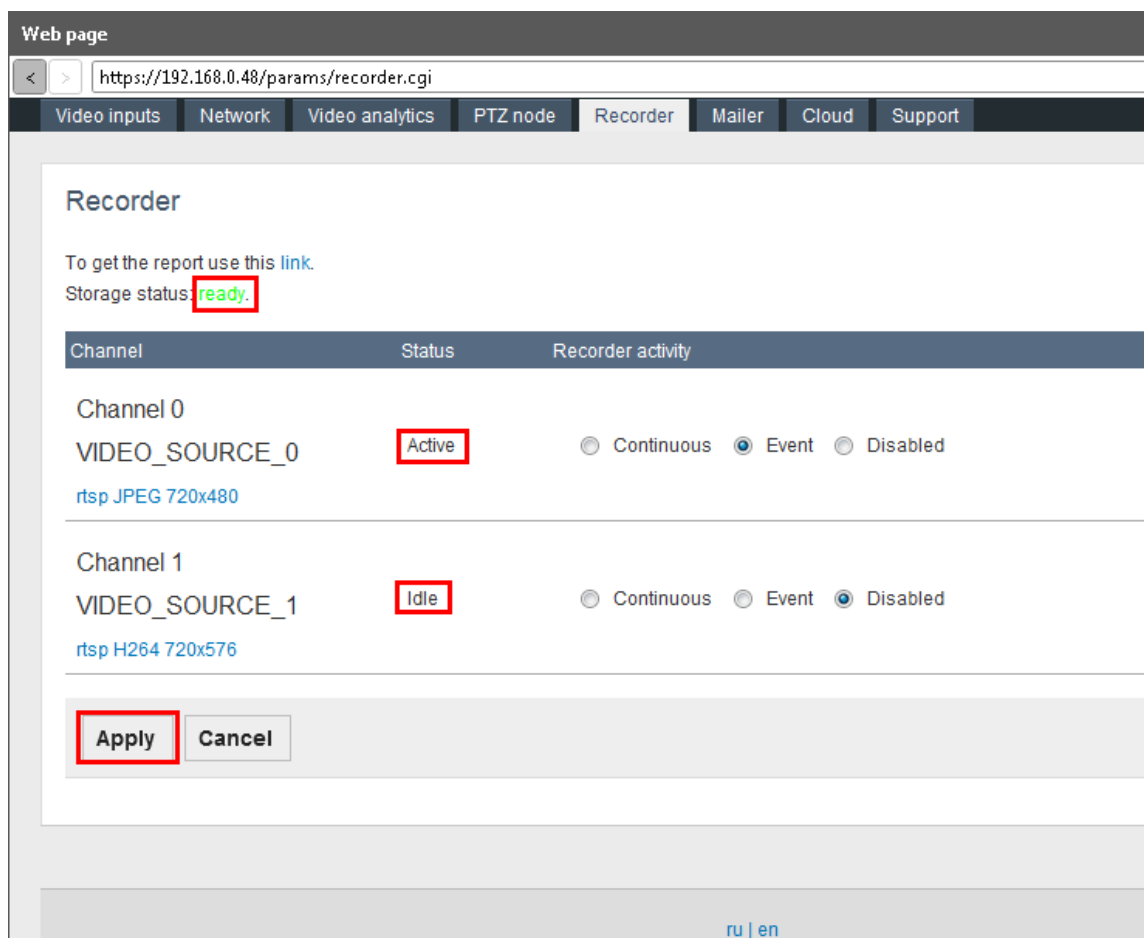 Web page
< > https://192.168.0.48/params/recorder.cgi
Video inputs Network Video analytics PTZ node Recorder Mailer Cloud Support
Recorder
To get the report use this link.
Storage status: ready.
Channel Status Recorder activity
Channel 0
VIDEO_SOURCE_0 Active Continuous Event Disabled
rtsp JPEG 720x480
Channel 1
VIDEO_SOURCE_1 Idle Continuous Event Disabled
rtsp H264 720x576
Apply Cancel
ru | en